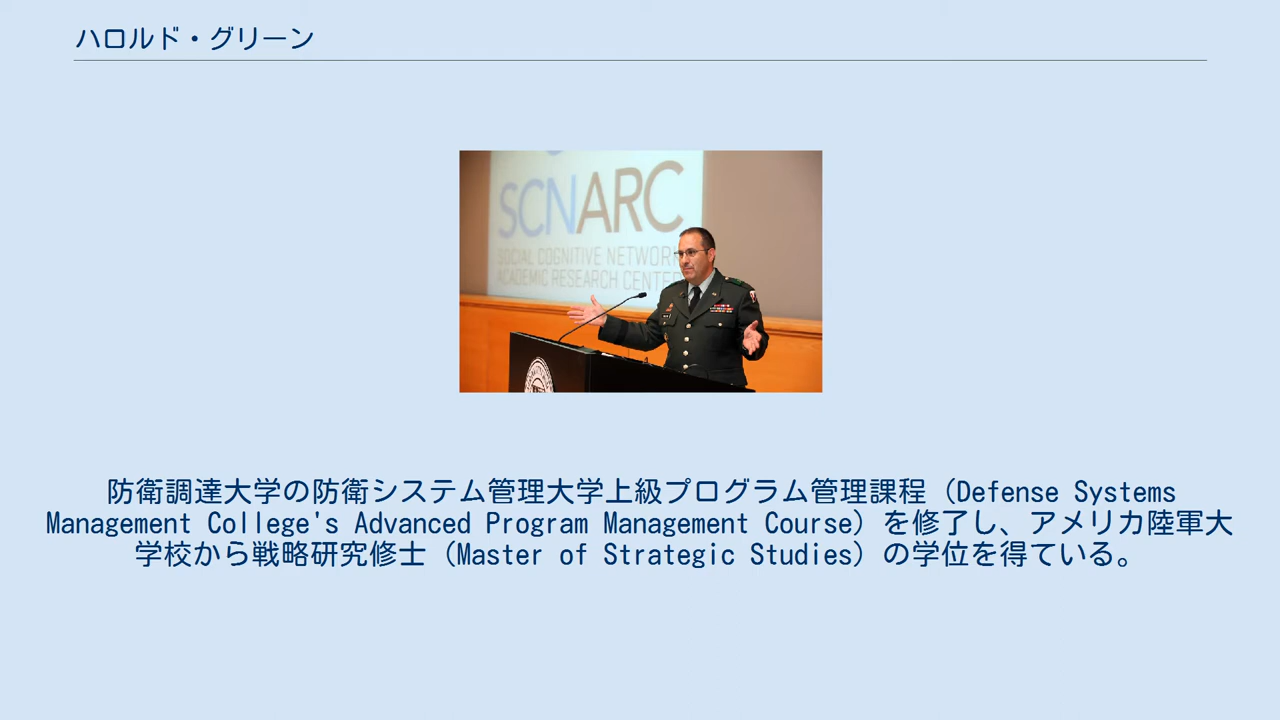 ハロルド・グリーン
SCNARC
SOCIAL COGNITIVE NETWORK
ACADEMIC RESEARCH CENTER
防衛調達大学の防衛システム管理大学上級プログラム管理課程（Defense Systems
Management College's Advanced Program Management Course）を修了し、アメリカ陸軍大
学校から戦略研究修士（Master of Strategic Studies）の学位を得ている。